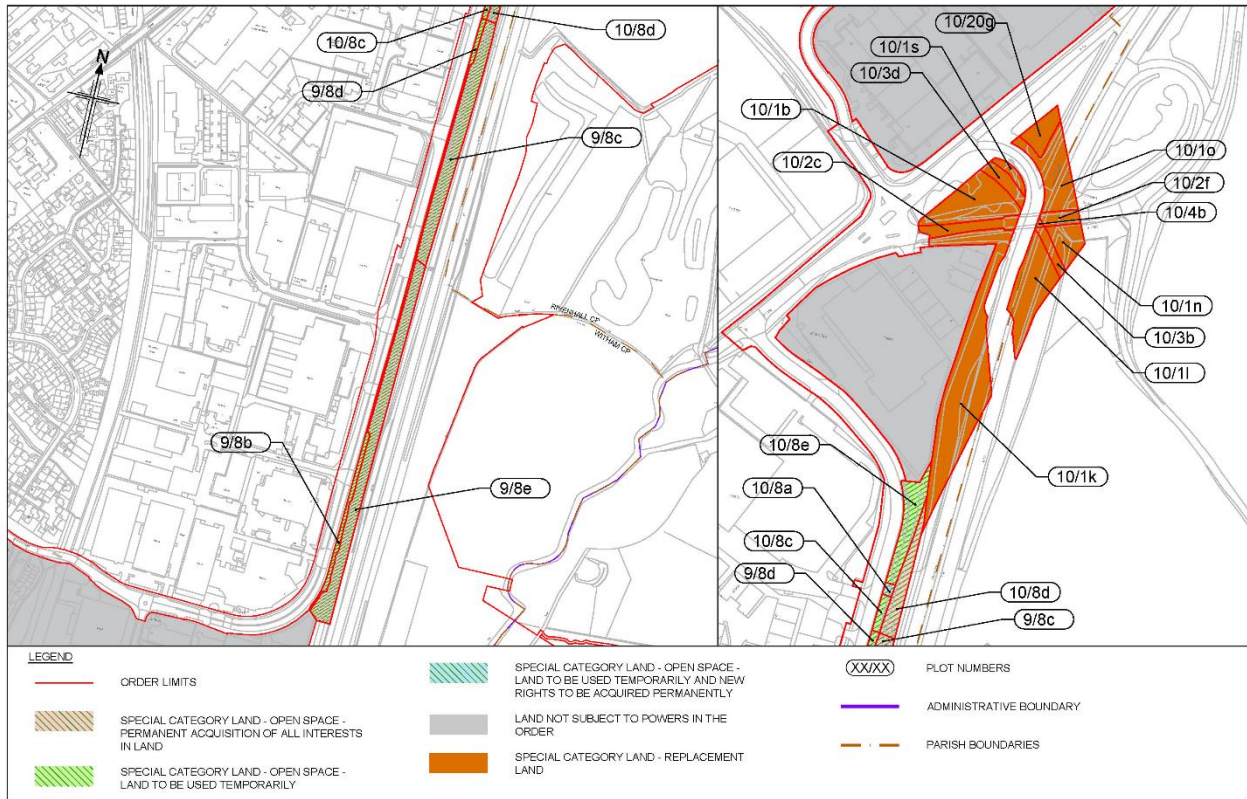 10/8c
10/8d
9/8d
9/8c
N
9/8b
9/8e
RIVENHALL CP
WITHAM CP
10/20g
10/1s
10/3d
10/1b
10/2c
10/1o
10/2f
10/4b
10/1n
10/3b
10/1l
10/1k
10/8e
10/8a
10/8c
9/8d
10/8d
9/8c
LEGEND
ORDER LIMITS
SPECIAL CATEGORY LAND - OPEN SPACE -
PERMANENT ACQUISITION OF ALL INTERESTS
IN LAND
SPECIAL CATEGORY LAND - OPEN SPACE -
LAND TO BE USED TEMPORARILY
SPECIAL CATEGORY LAND - OPEN SPACE -
LAND TO BE USED TEMPORARILY AND NEW
RIGHTS TO BE ACQUIRED PERMANENTLY
LAND NOT SUBJECT TO POWERS IN THE
ORDER
SPECIAL CATEGORY LAND - REPLACEMENT
LAND
XX/XX
PLOT NUMBERS
ADMINISTRATIVE BOUNDARY
PARISH BOUNDARIES